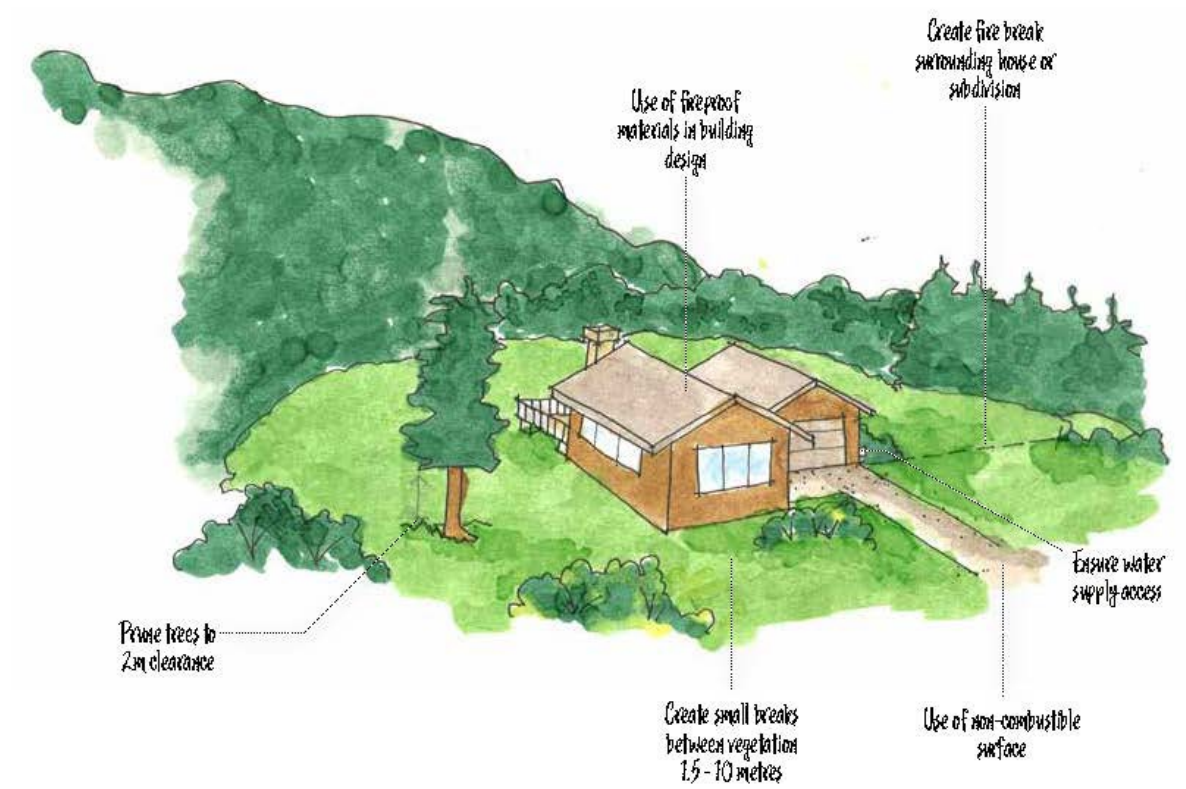 Create fire break
surrounding house or
subdivision
Use of fireproof
materials in building
design
Ensure water
supply access
Prune trees to
2m clearance
Create small breaks
between vegetation
1.5 - 10 metres
Use of non-combustible
surface